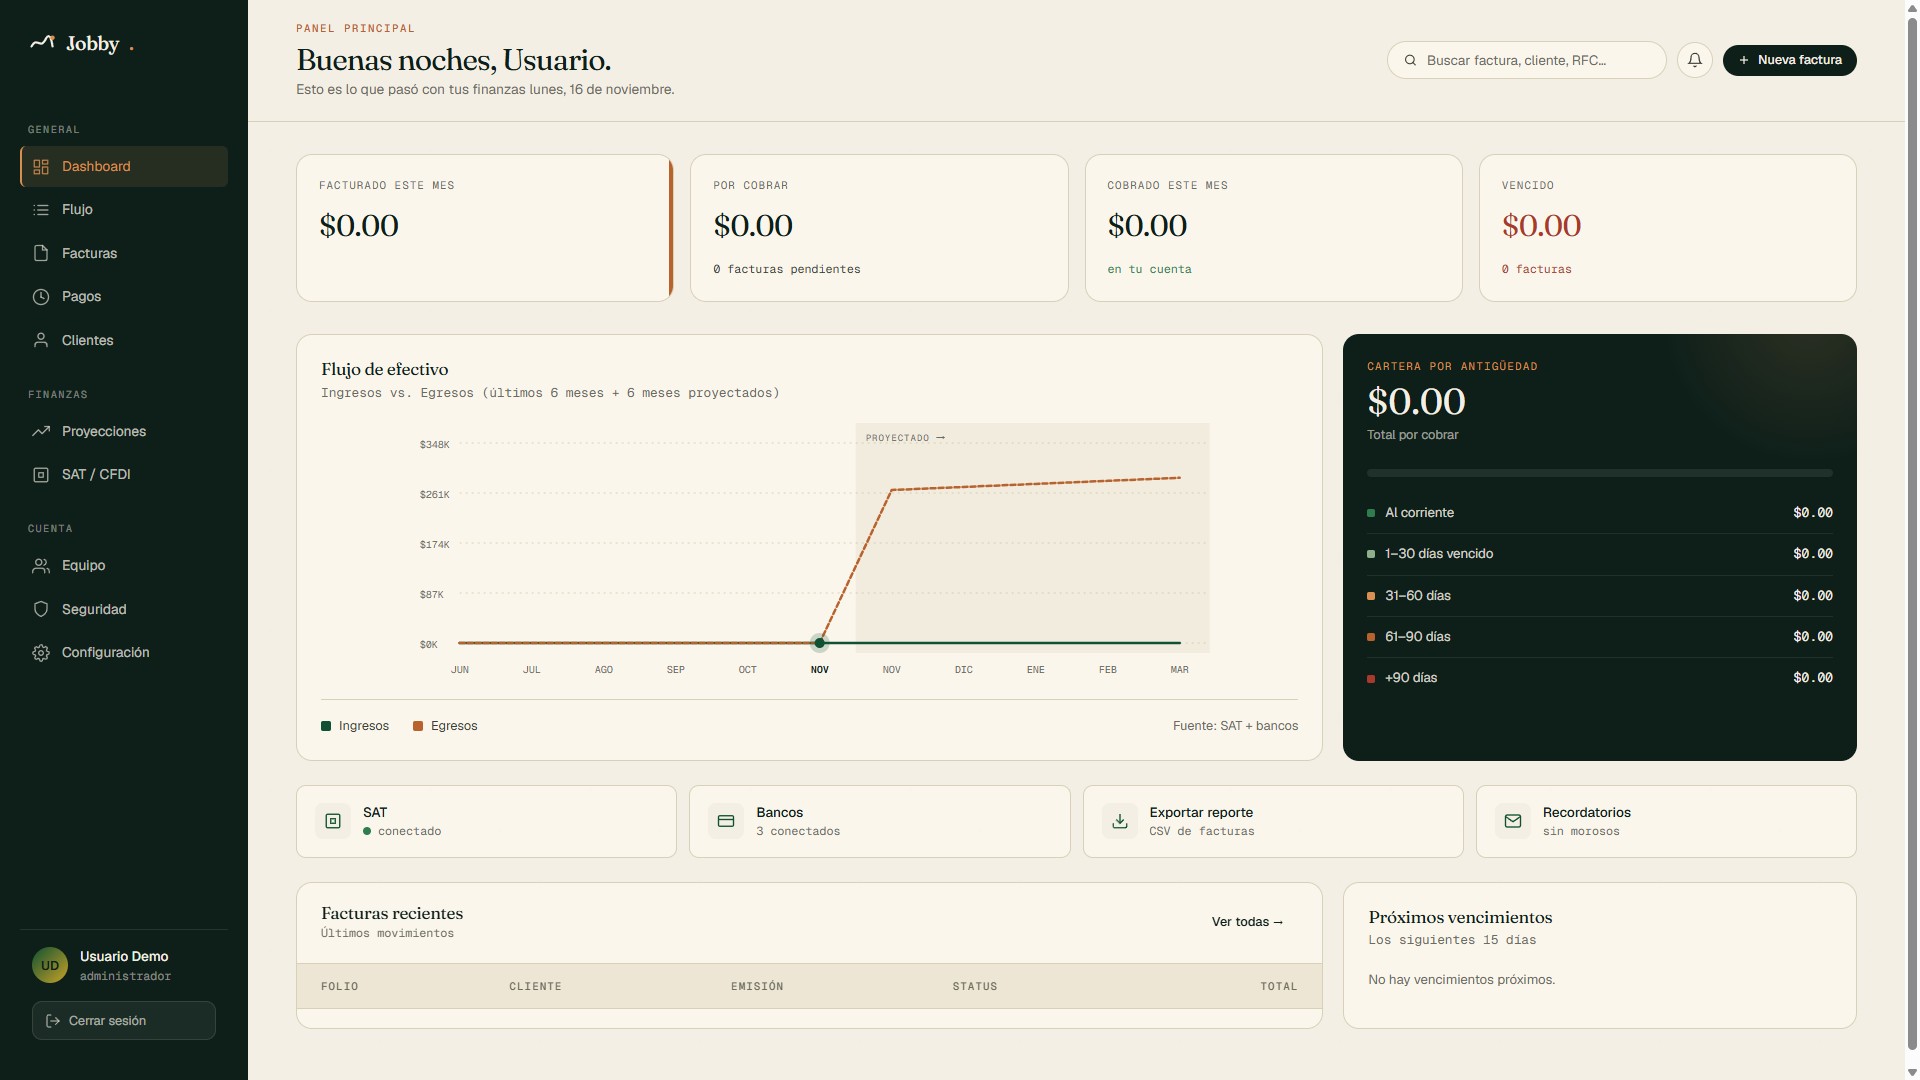 Jobby .
GENERAL
Dashboard
Flujo
Facturas
Pagos
Clientes
FINANZAS
Proyecciones
SAT / CFDI
CUENTA
Equipo
Seguridad
Configuración
UD
Usuario Demo
administrador
Cerrar sesión
PANEL PRINCIPAL
Buenas noches, Usuario.
Esto es lo que pasó con tus finanzas lunes, 16 de noviembre.
Buscar factura, cliente, RFC...
+ Nueva factura
FACTURADO ESTE MES
$0.00
POR COBRAR
$0.00
0 facturas pendientes
COBRADO ESTE MES
$0.00
en tu cuenta
VENCIDO
$0.00
0 facturas
Flujo de efectivo
Ingresos vs. Egresos (últimos 6 meses + 6 meses proyectados)
PROYECTADO →
$348K
$261K
$174K
$87K
$0K
JUN JUL AGO SEP OCT NOV NOV DIC ENE FEB MAR
Ingresos Egresos
Fuente: SAT + bancos
CARTERA POR ANTIGÜEDAD
$0.00
Total por cobrar
Al corriente $0.00
1–30 días vencido $0.00
31–60 días $0.00
61–90 días $0.00
+90 días $0.00
SAT
conectado
Bancos
3 conectados
Exportar reporte
CSV de facturas
Recordatorios
sin morosos
Facturas recientes
Últimos movimientos
Ver todas →
FOLIO CLIENTE EMISIÓN STATUS TOTAL
Próximos vencimientos
Los siguientes 15 días
No hay vencimientos próximos.